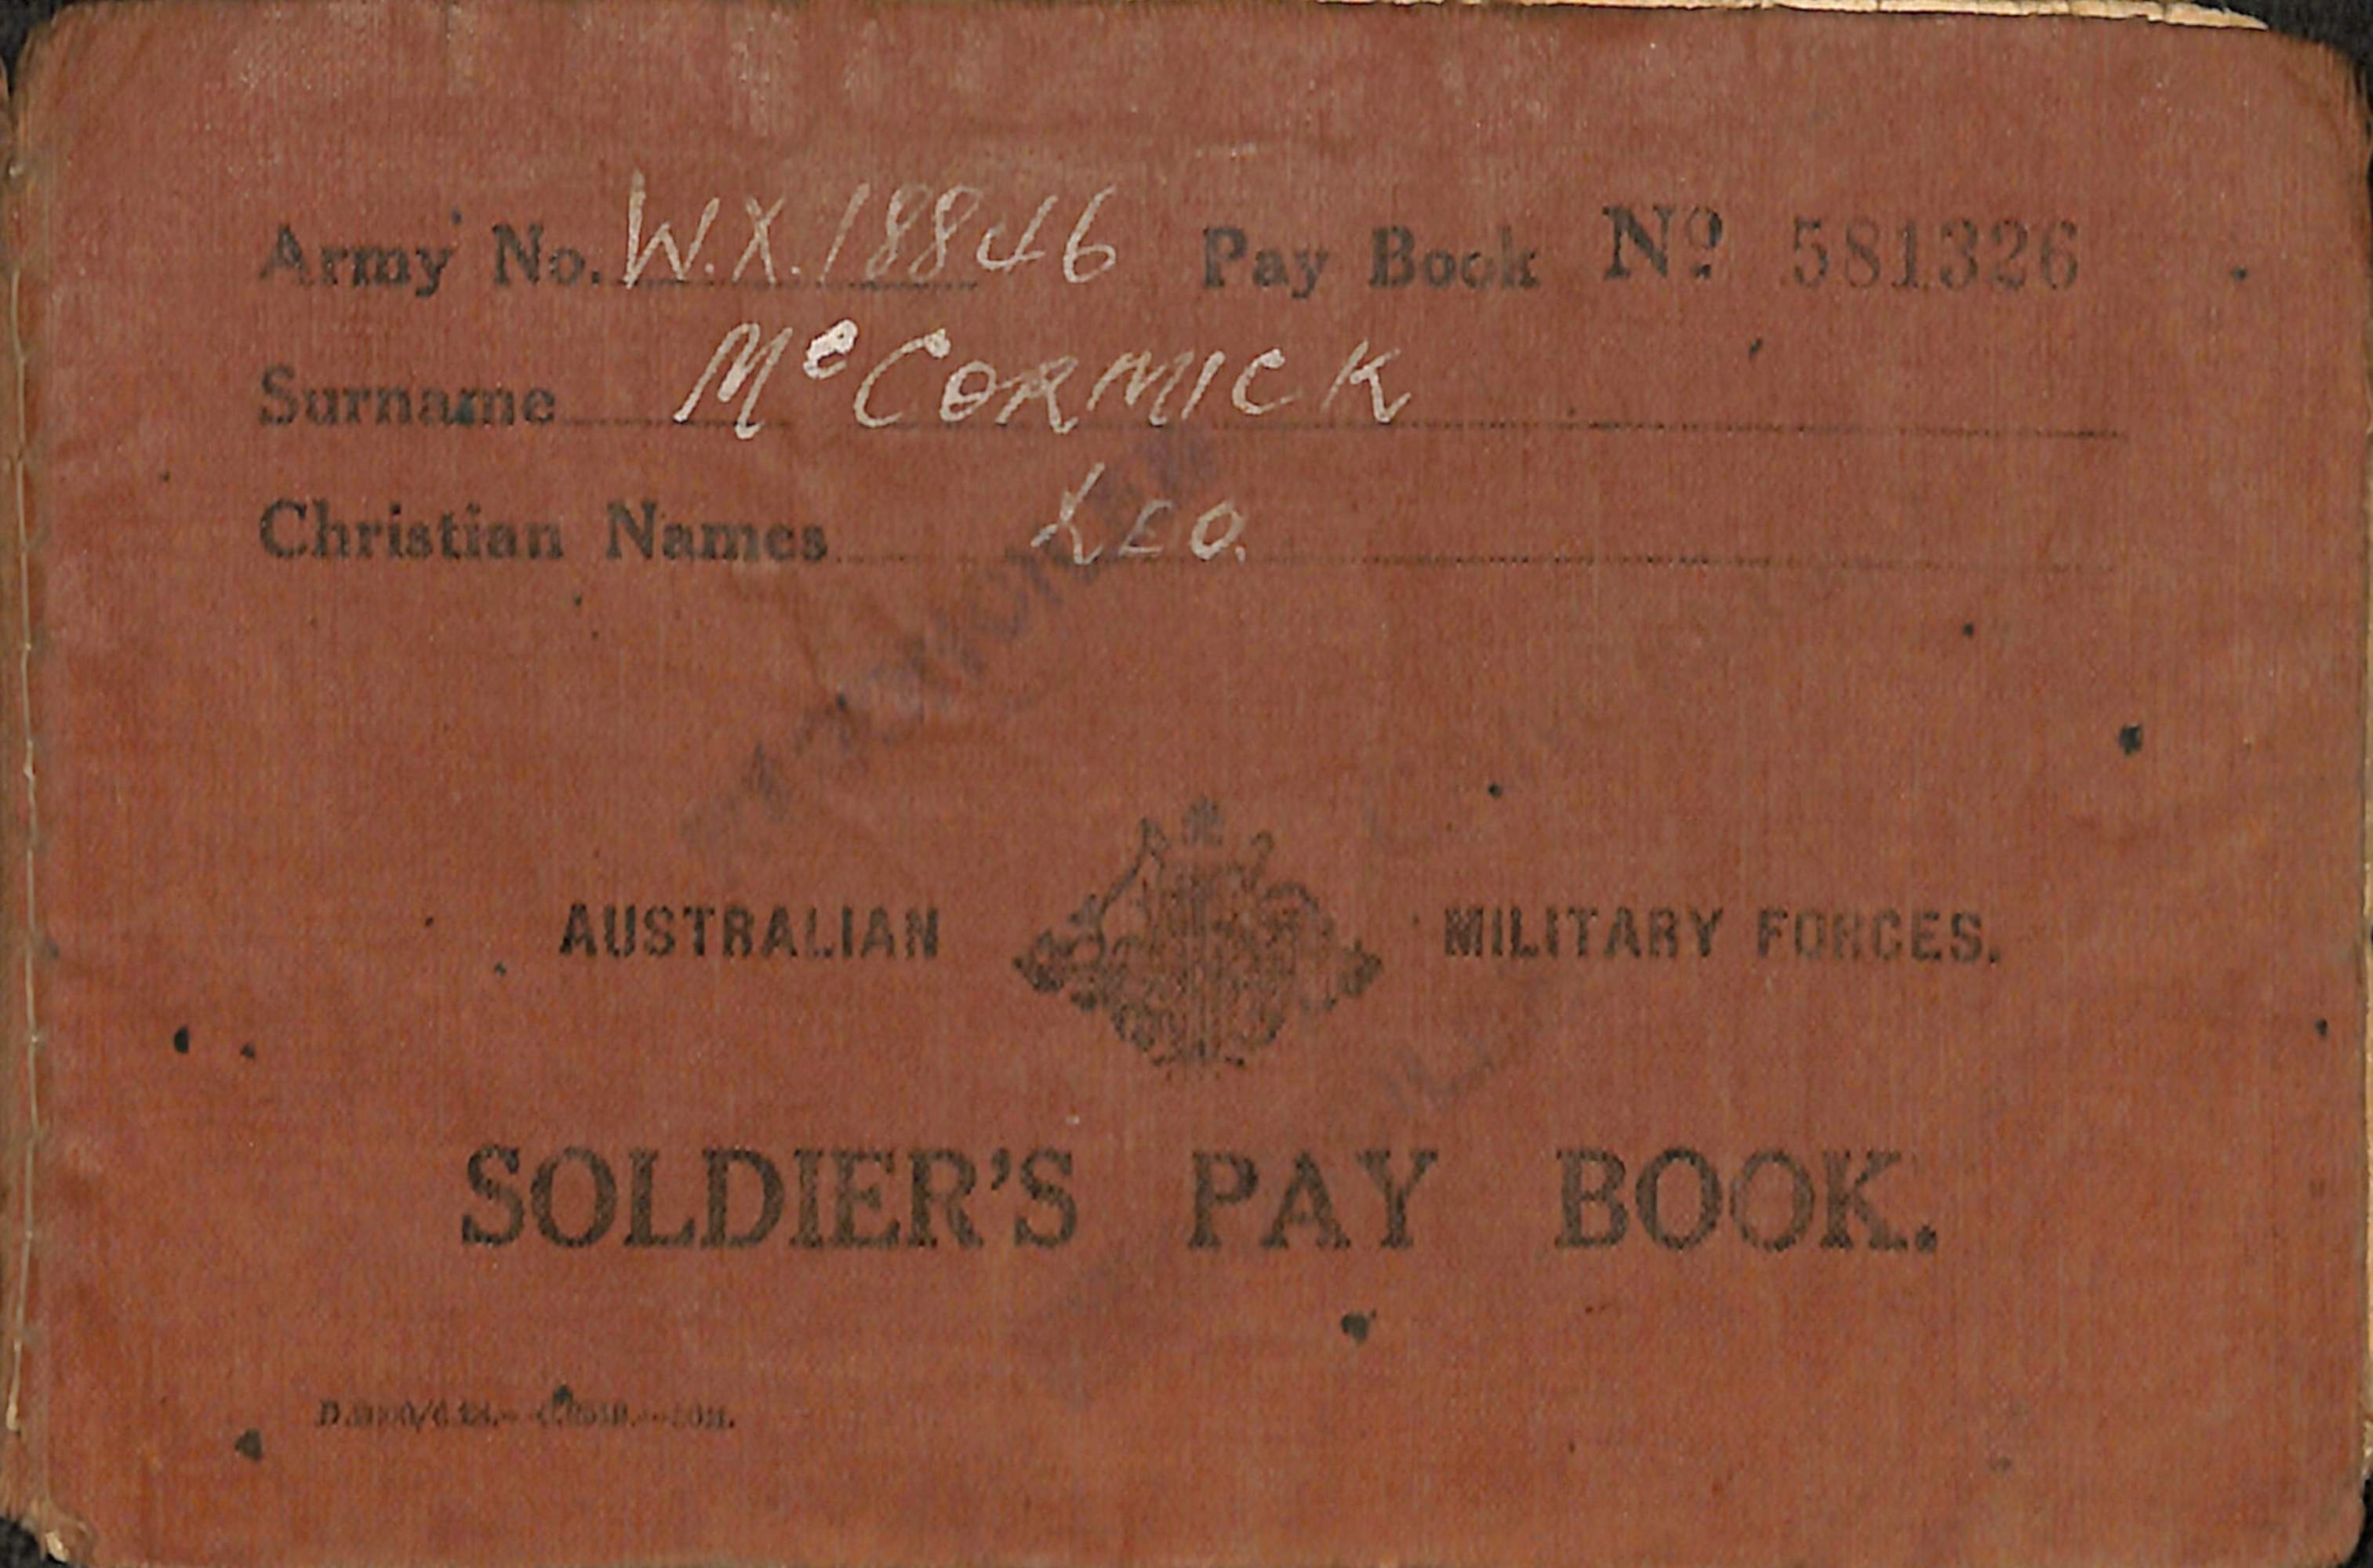 Army No. W.X.18846 Pay Book Nº 581326
Surname McCORMICK
Christian Names LEO.
AUSTRALIAN MILITARY FORCES.
SOLDIER'S PAY BOOK.